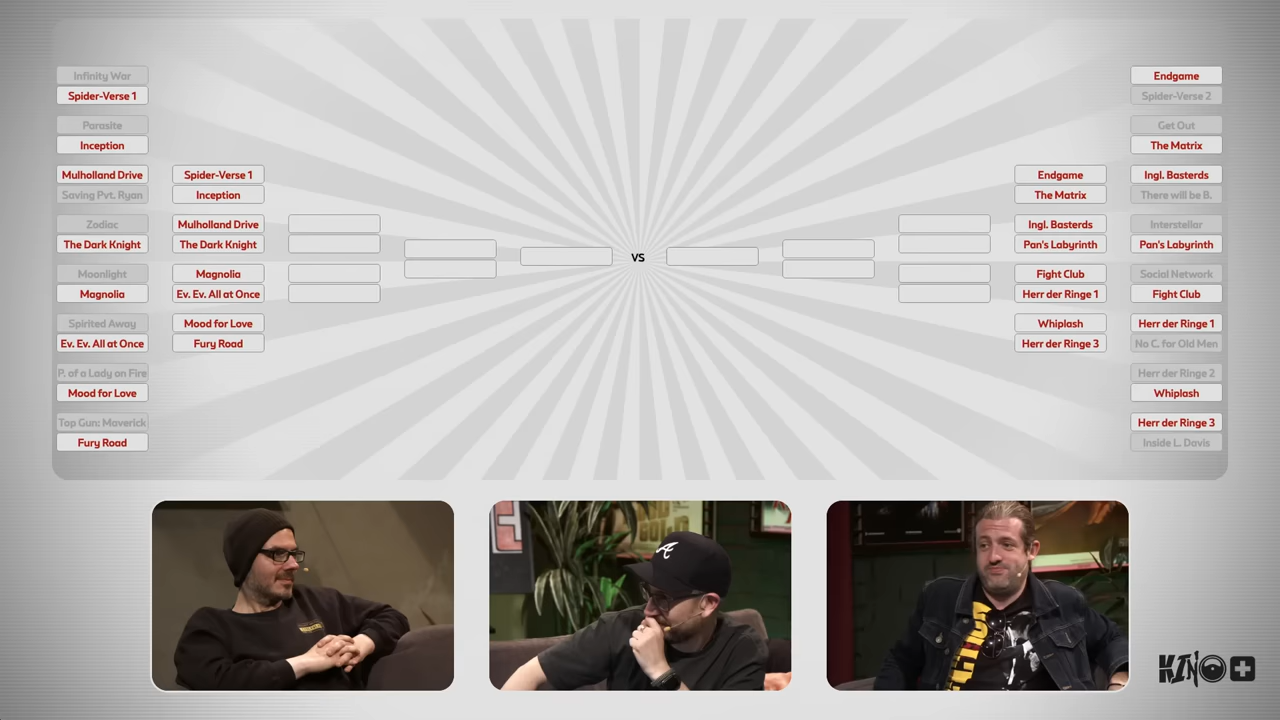 Infinity War
Spider-Verse 1
Parasite
Inception
Mulholland Drive
Saving Pvt. Ryan
Zodiac
The Dark Knight
Moonlight
Magnolia
Spirited Away
Ev. Ev. All at Once
P. of a Lady on Fire
Mood for Love
Top Gun: Maverick
Fury Road
Spider-Verse 1
Inception
Mulholland Drive
The Dark Knight
Magnolia
Ev. Ev. All at Once
Mood for Love
Fury Road
VS
Endgame
The Matrix
Ingl. Basterds
Pan's Labyrinth
Fight Club
Herr der Ringe 1
Whiplash
Herr der Ringe 3
Endgame
Spider-Verse 2
Get Out
The Matrix
Ingl. Basterds
There will be B.
Interstellar
Pan's Labyrinth
Social Network
Fight Club
Herr der Ringe 1
No C. for Old Men
Herr der Ringe 2
Whiplash
Herr der Ringe 3
Inside L. Davis
A
KINO+